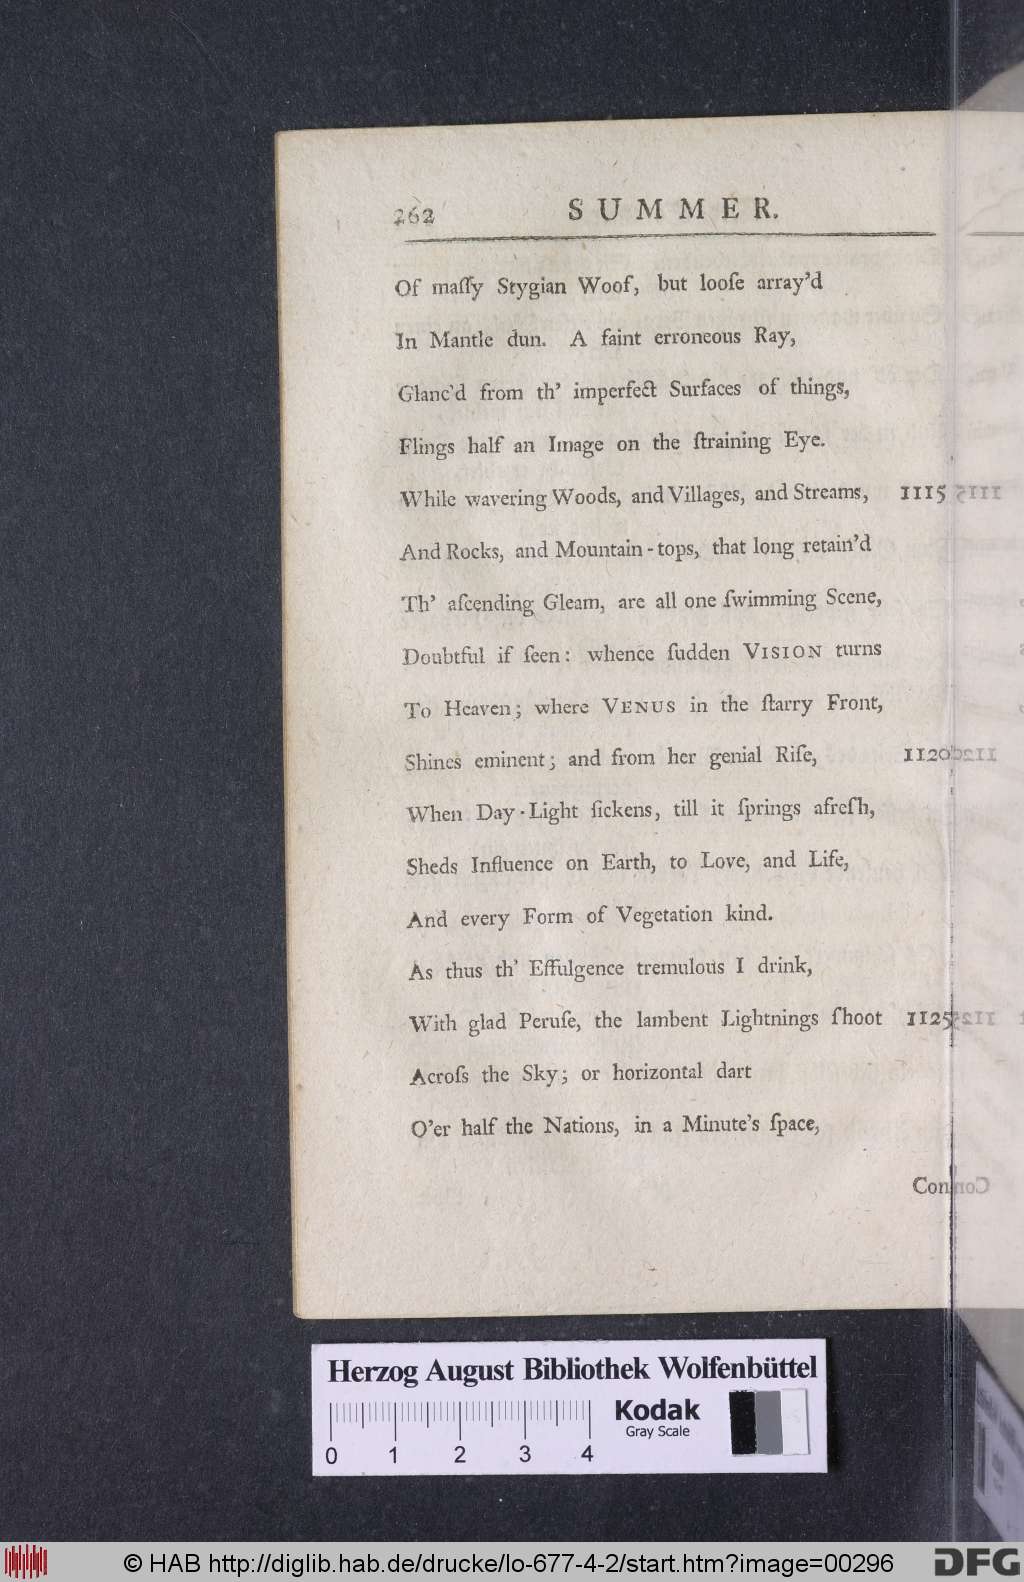 262 SUMMER.
Of maſſy Stygian Woof, but looſe array'd
In Mantle dun. A faint erroneous Ray,
Glanc'd from th' imperfect Surfaces of things,
Flings half an Image on the ſtraining Eye.
While wavering Woods, and Villages, and Streams, 1115
And Rocks, and Mountain-tops, that long retain'd
Th' aſcending Gleam, are all one ſwimming Scene,
Doubtful if ſeen: whence ſudden VISION turns
To Heaven; where VENUS in the ſtarry Front,
Shines eminent; and from her genial Riſe, 1120
When Day-Light ſickens, till it ſprings afreſh,
Sheds Influence on Earth, to Love, and Life,
And every Form of Vegetation kind.
As thus th' Effulgence tremulous I drink,
With glad Peruſe, the lambent Lightnings ſhoot 1125
Acroſs the Sky; or horizontal dart
O'er half the Nations, in a Minute's ſpace,
Con
Herzog August Bibliothek Wolfenbüttel
Kodak
Gray Scale
0 1 2 3 4
© HAB http://diglib.hab.de/drucke/lo-677-4-2/start.htm?image=00296 DFG